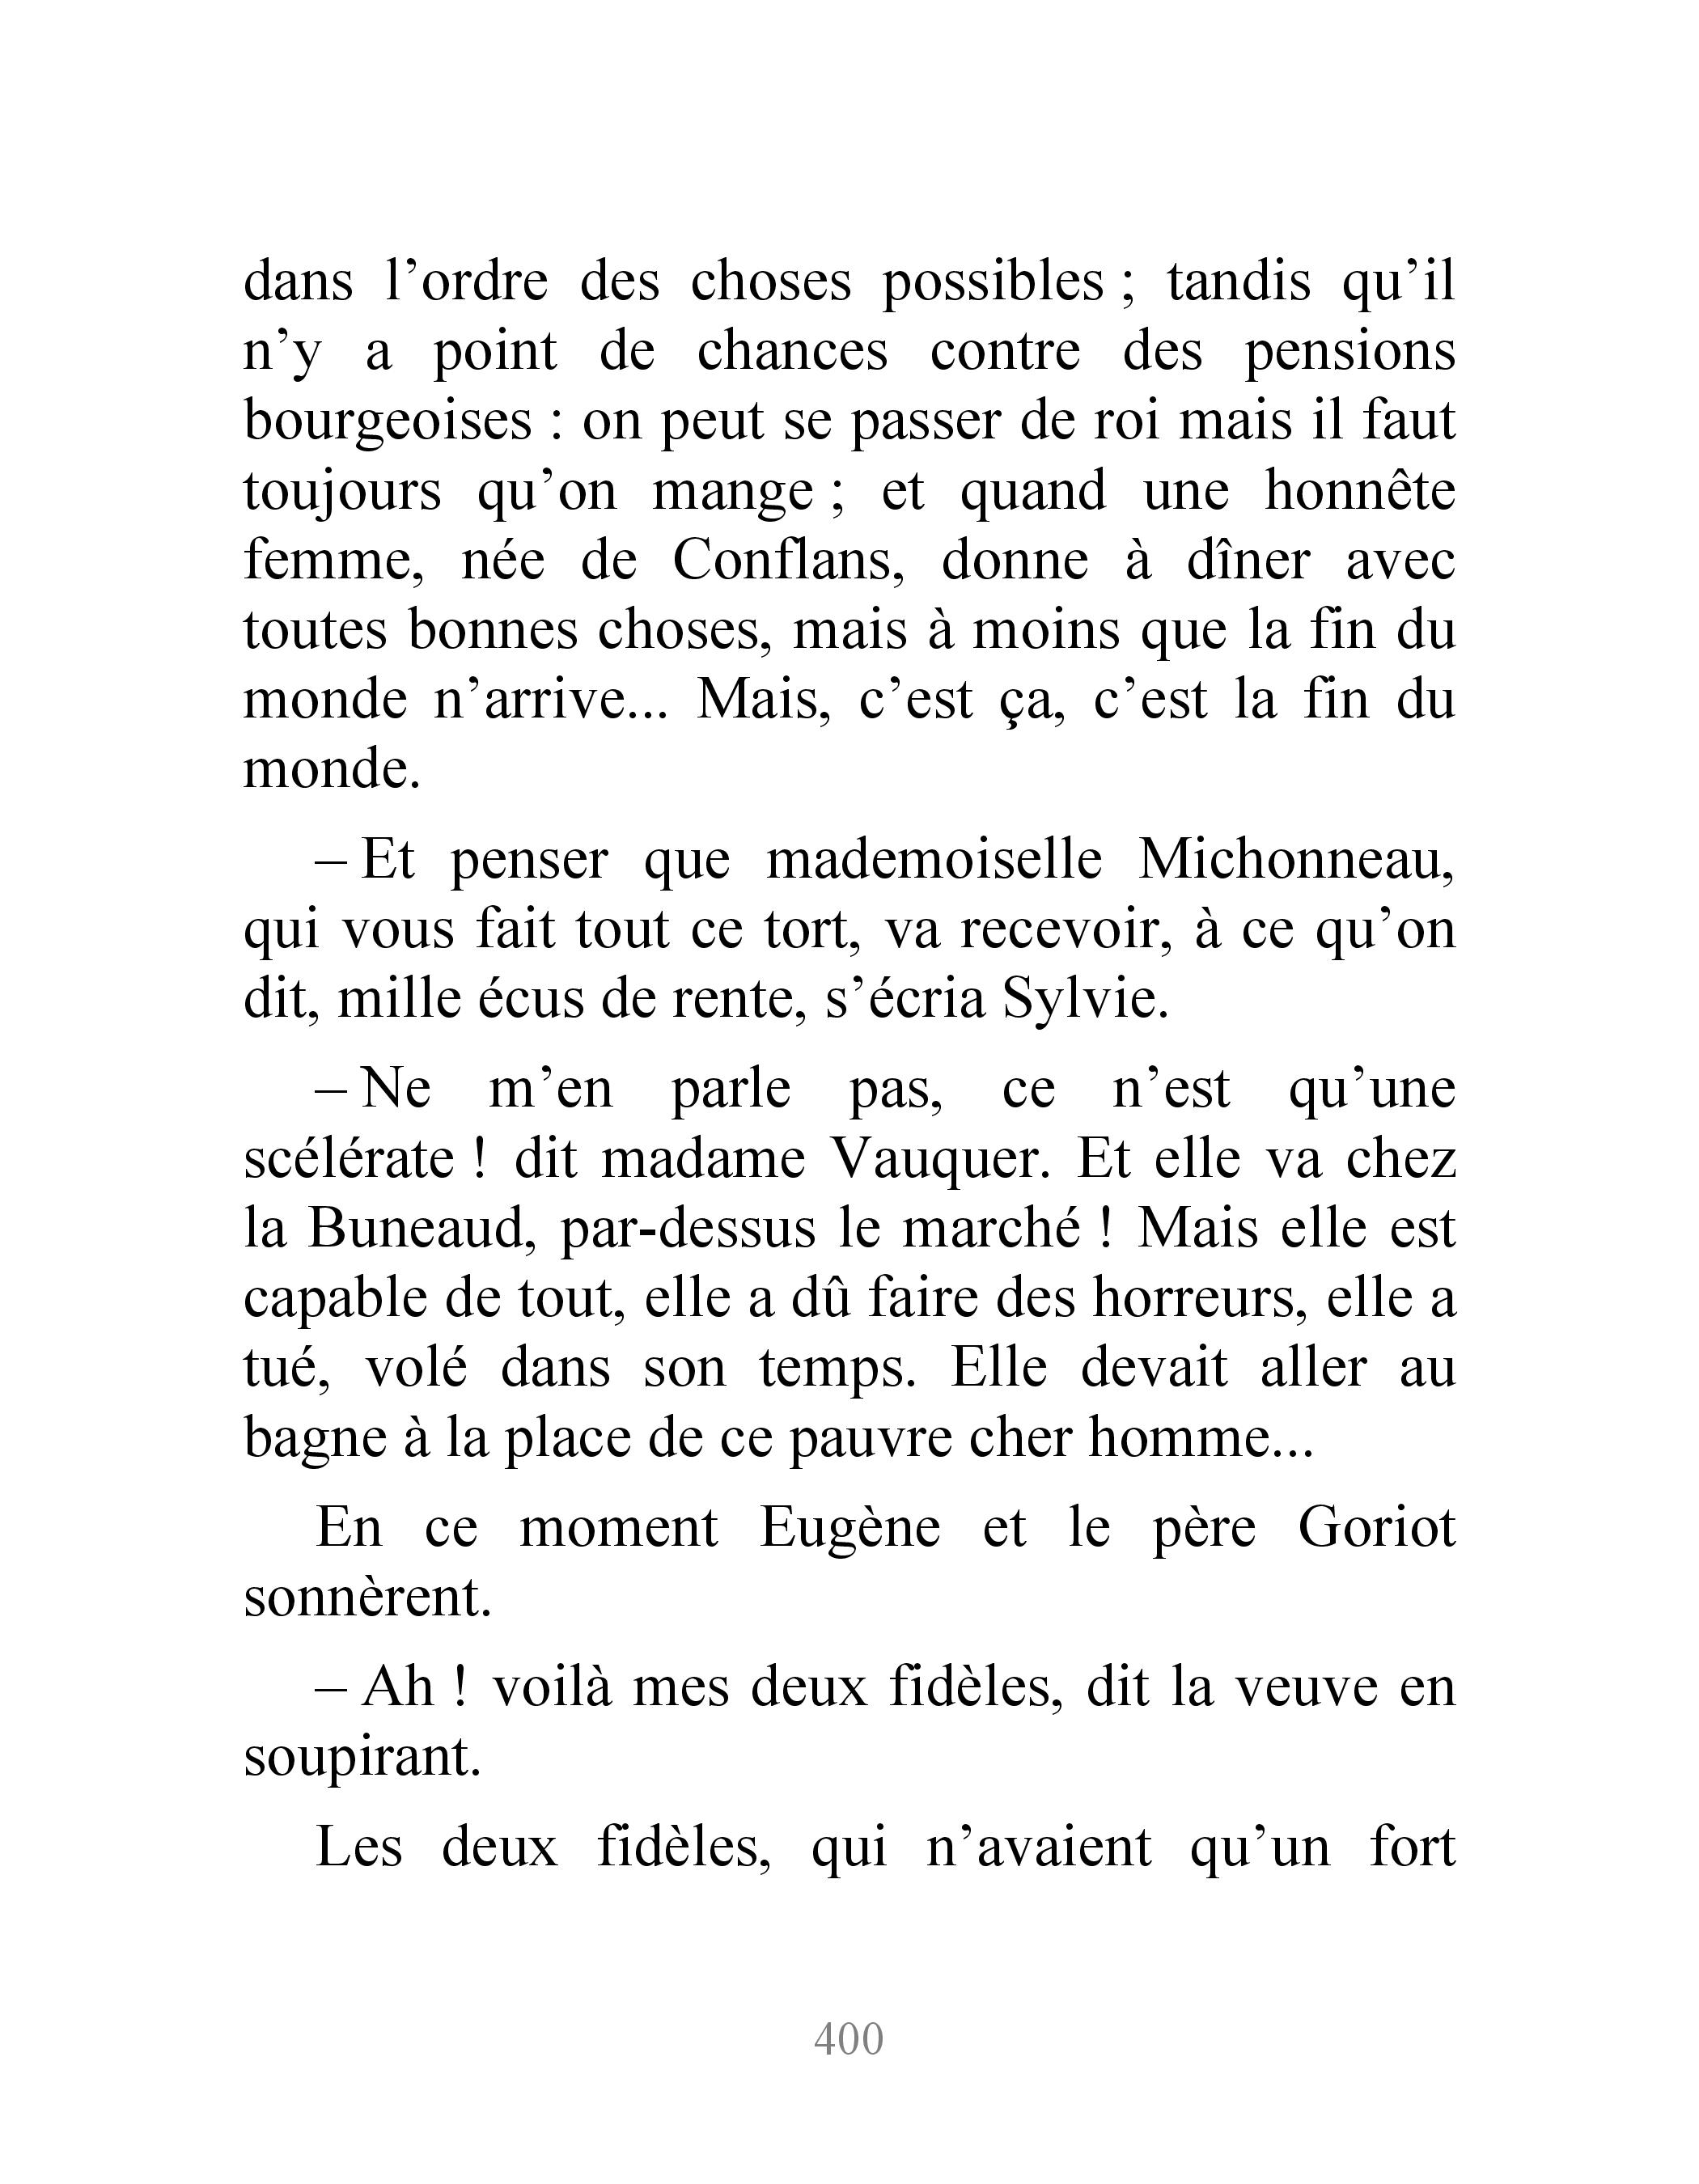 dans l’ordre des choses possibles ; tandis qu’il
n’y a point de chances contre des pensions
bourgeoises : on peut se passer de roi mais il faut
toujours qu’on mange ; et quand une honnête
femme, née de Conflans, donne à dîner avec
toutes bonnes choses, mais à moins que la fin du
monde n’arrive... Mais, c’est ça, c’est la fin du
monde.
– Et penser que mademoiselle Michonneau,
qui vous fait tout ce tort, va recevoir, à ce qu’on
dit, mille écus de rente, s’écria Sylvie.
– Ne m’en parle pas, ce n’est qu’une
scélérate ! dit madame Vauquer. Et elle va chez
la Buneaud, par-dessus le marché ! Mais elle est
capable de tout, elle a dû faire des horreurs, elle a
tué, volé dans son temps. Elle devait aller au
bagne à la place de ce pauvre cher homme...
En ce moment Eugène et le père Goriot
sonnèrent.
– Ah ! voilà mes deux fidèles, dit la veuve en
soupirant.
Les deux fidèles, qui n’avaient qu’un fort
400